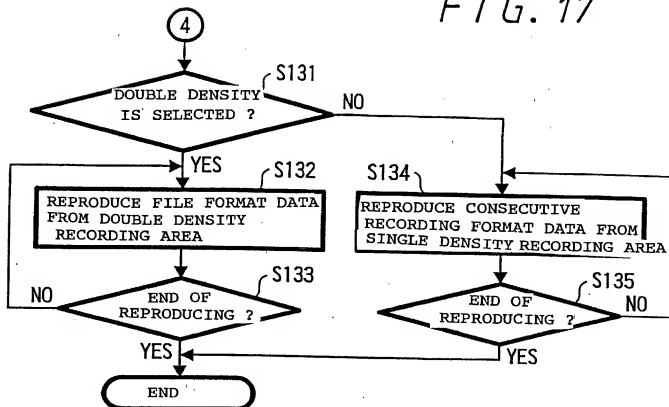 FIG. 17
4
S131
DOUBLE DENSITY
IS SELECTED ?
NO
YES
S132
REPRODUCE FILE FORMAT DATA
FROM DOUBLE DENSITY
RECORDING AREA
S134
REPRODUCE CONSECUTIVE
RECORDING FORMAT DATA FROM
SINGLE DENSITY RECORDING AREA
S133
END OF
REPRODUCING ?
NO
YES
S135
END OF
REPRODUCING ?
NO
YES
END